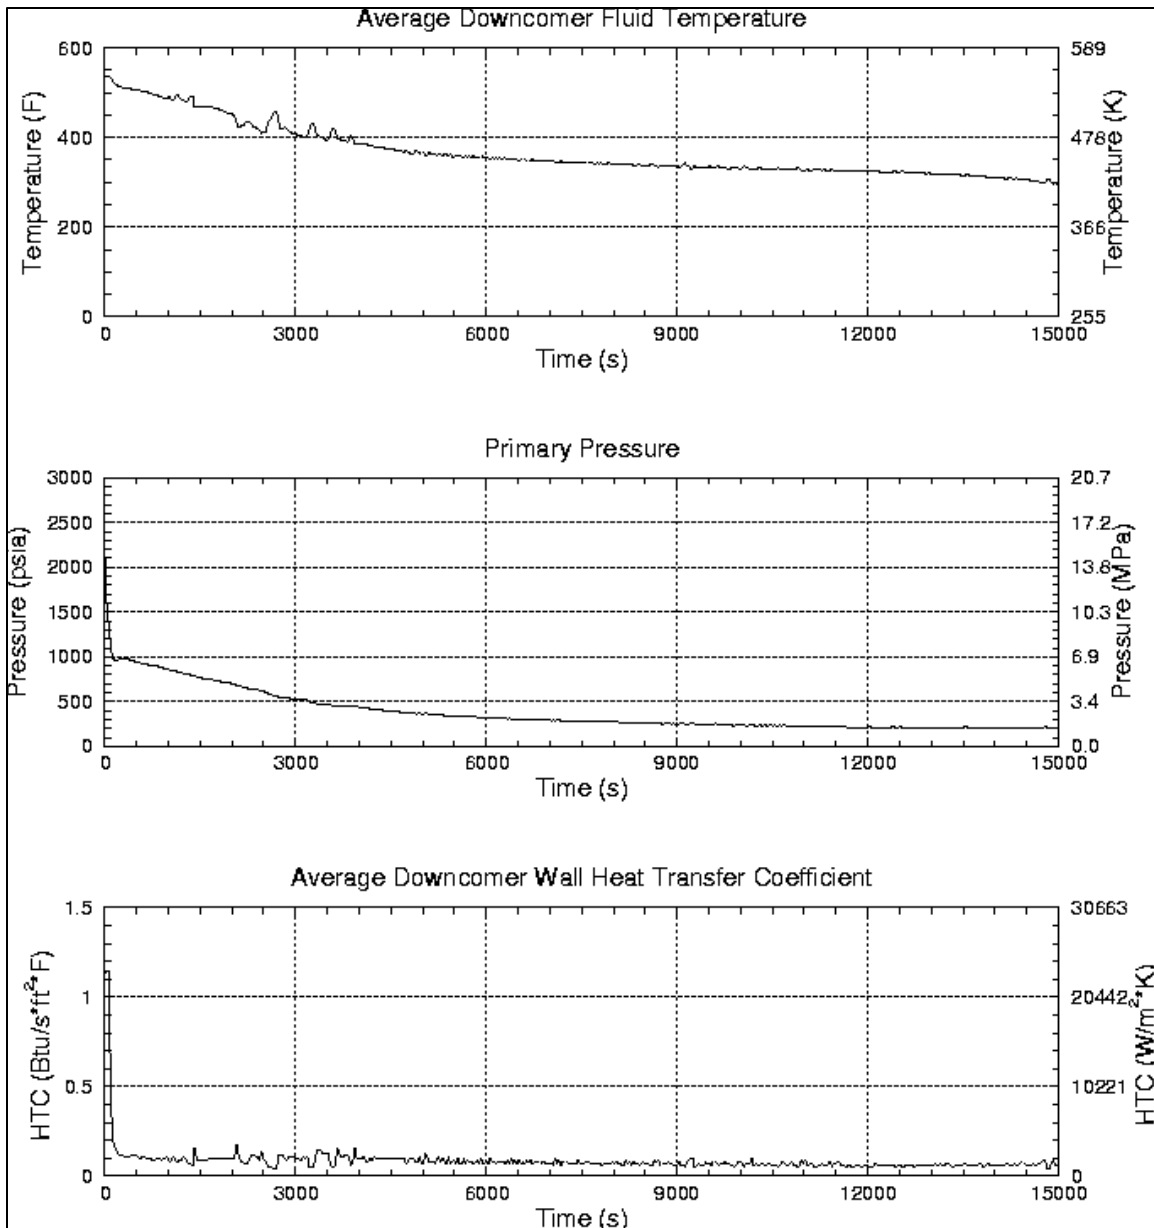 Average Downcomer Fluid Temperature
Temperature (F)
600
400
200
0
589
478
366
255
Temperature (K)
0 3000 6000 9000 12000 15000
Time (s)
Primary Pressure
Pressure (psia)
3000
2500
2000
1500
1000
500
0
20.7
17.2
13.8
10.3
6.9
3.4
0.0
Pressure (MPa)
0 3000 6000 9000 12000 15000
Time (s)
Average Downcomer Wall Heat Transfer Coefficient
HTC (Btu/s*ft²*F)
1.5
1
0.5
0
30663
20442
10221
0
HTC (W/m²*K)
0 3000 6000 9000 12000 15000
Time (s)